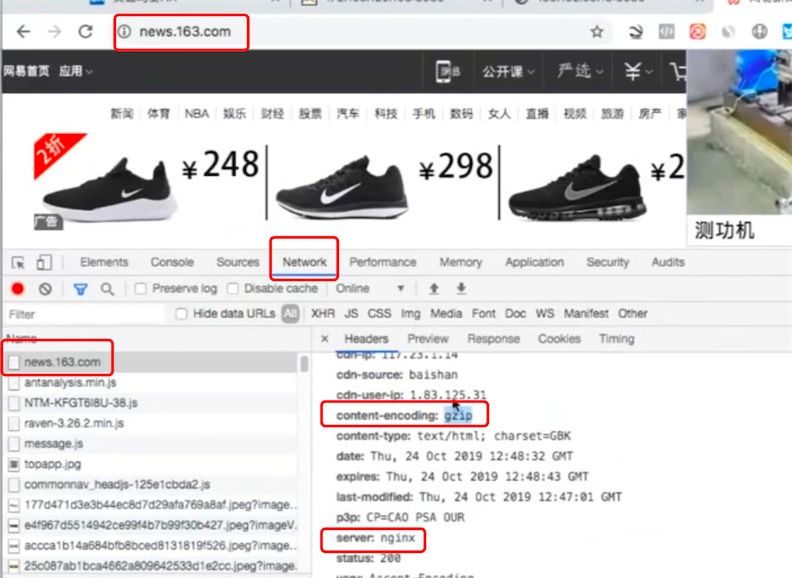 news.163.com
网易首页 应用
公开课 严选
新闻 体育 NBA 娱乐 财经 股票 汽车 科技 手机 数码 女人 直播 视频 旅游 房产
2折
¥248 ¥298 ¥2
广告
测功机
Elements Console Sources Network Performance Memory Application Security Audits
Preserve log Disable cache Online
Filter Hide data URLs All XHR JS CSS Img Media Font Doc WS Manifest Other
Name × Headers Preview Response Cookies Timing
news.163.com
antanalysis.min.js
NTM-KFGT6I8U-38.js
raven-3.26.2.min.js
message.js
topapp.jpg
commonnav_headjs-125e1cbda2.js
177d471d3e3b44ec8d7d29afa769a8af.jpeg?image...
e4f967d5514942ce99f4b7b99f30b427.jpeg?imageV...
accca1b14a684bfb8bced8131819f526.jpeg?image...
25c087ab1bca4662a809642533d1e2cc.jpeg?image...
cdn-ip: 117.23.1.14
cdn-source: baishan
cdn-user-ip: 1.83.125.31
content-encoding: gzip
content-type: text/html; charset=GBK
date: Thu, 24 Oct 2019 12:48:32 GMT
expires: Thu, 24 Oct 2019 12:48:43 GMT
last-modified: Thu, 24 Oct 2019 12:47:01 GMT
p3p: CP=CAO PSA OUR
server: nginx
status: 200
vary: Accept-Encoding